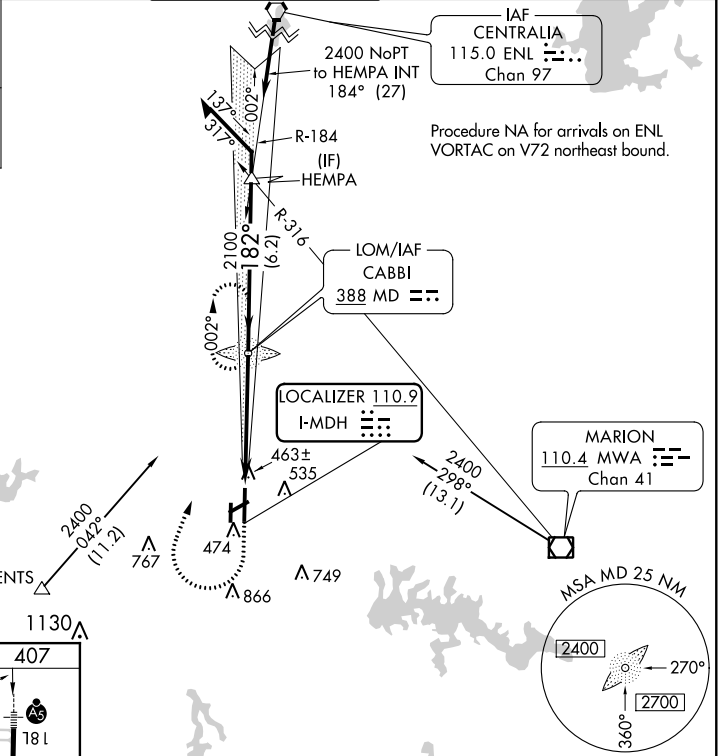 IAF
CENTRALIA
115.0 ENL
Chan 97
2400 NoPT
to HEMPA INT
184° (27)
002°
137°
317°
R-184
(IF)
HEMPA
Procedure NA for arrivals on ENL
VORTAC on V72 northeast bound.
R-316
2100
182°
(6.2)
LOM/IAF
CABBI
388 MD
002°
LOCALIZER 110.9
I-MDH
463±
535
2400
298°
(13.1)
MARION
110.4 MWA
Chan 41
2400
042°
(11.2)
767
474
749
866
ENTS
1130
407
A5
18L
MSA MD 25 NM
2400
270°
2700
360°